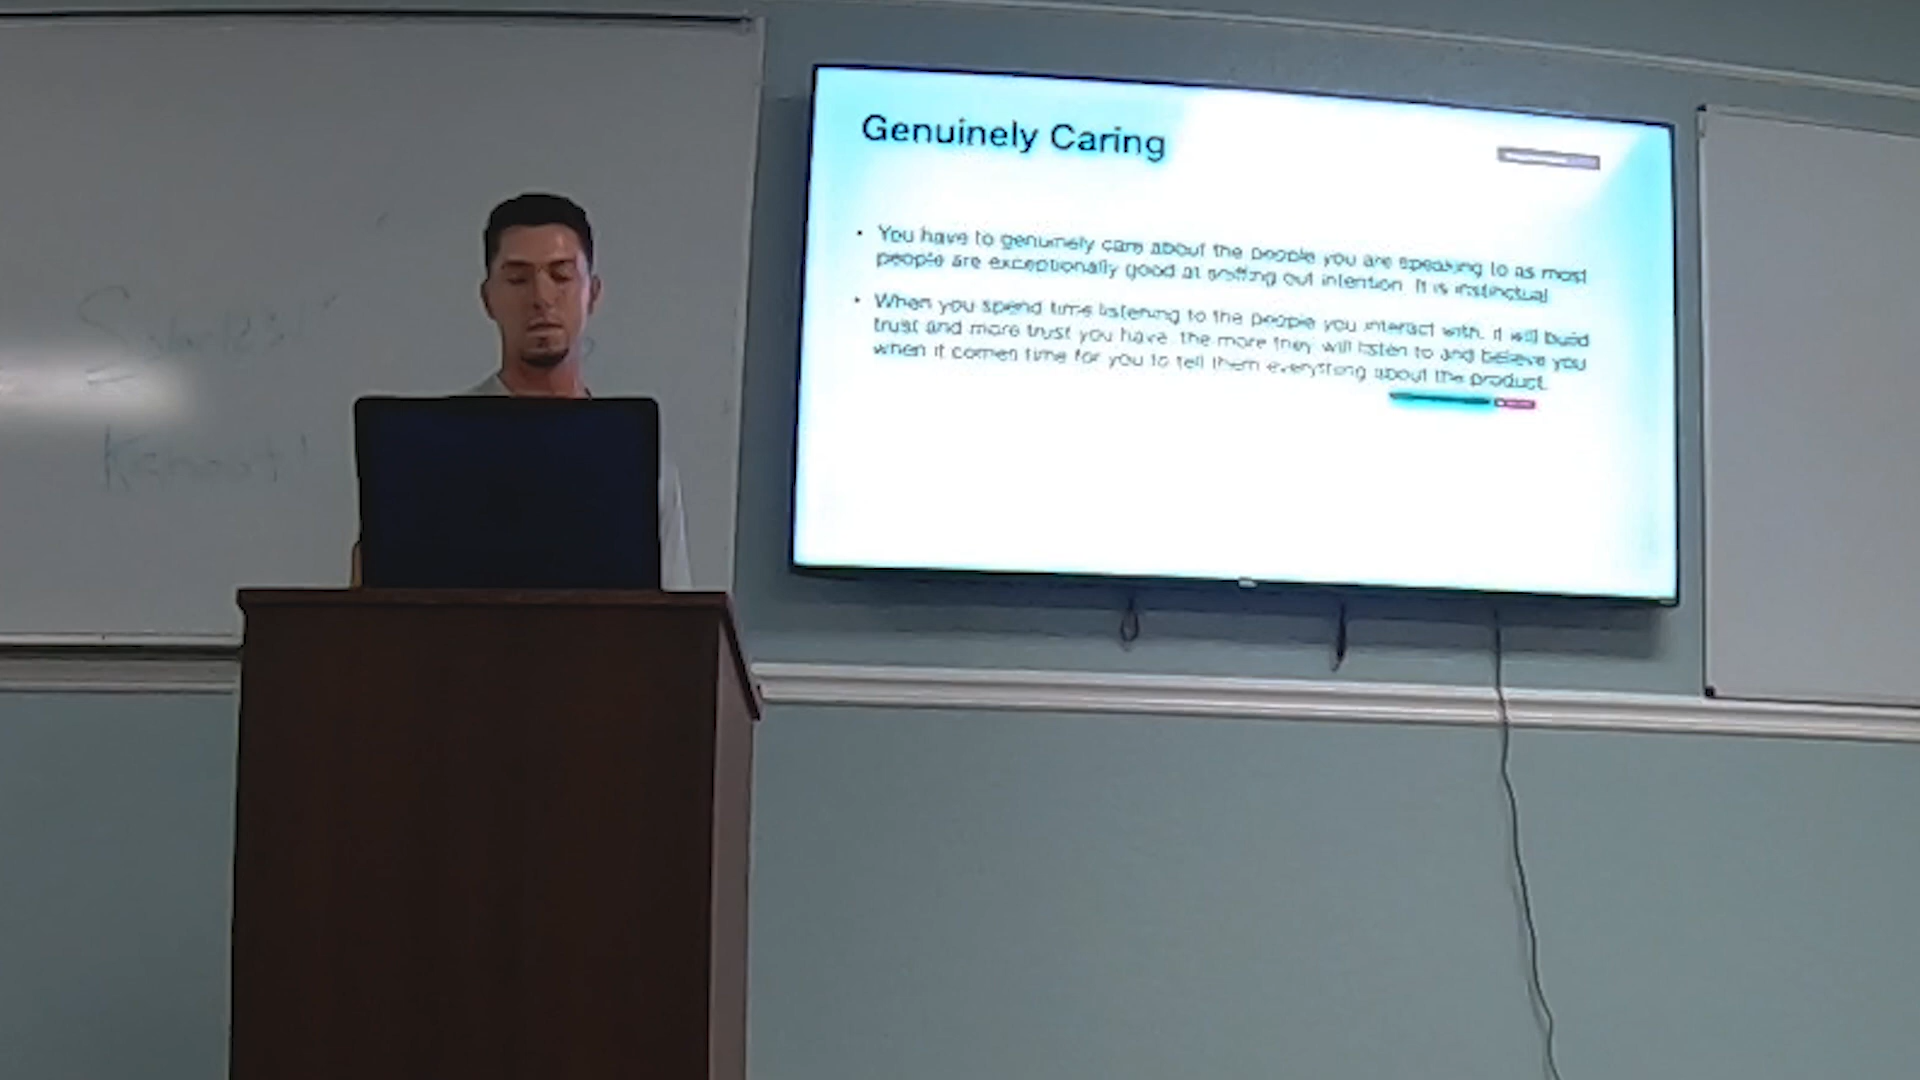 Genuinely Caring
• You have to genuinely care about the people you are speaking to as most
people are exceptionally good at sniffing out intention. It is instinctual
• When you spend time listening to the people you interact with, it will build
trust and more trust you have, the more they will listen to and believe you
when it comes time for you to tell them everything about the product.